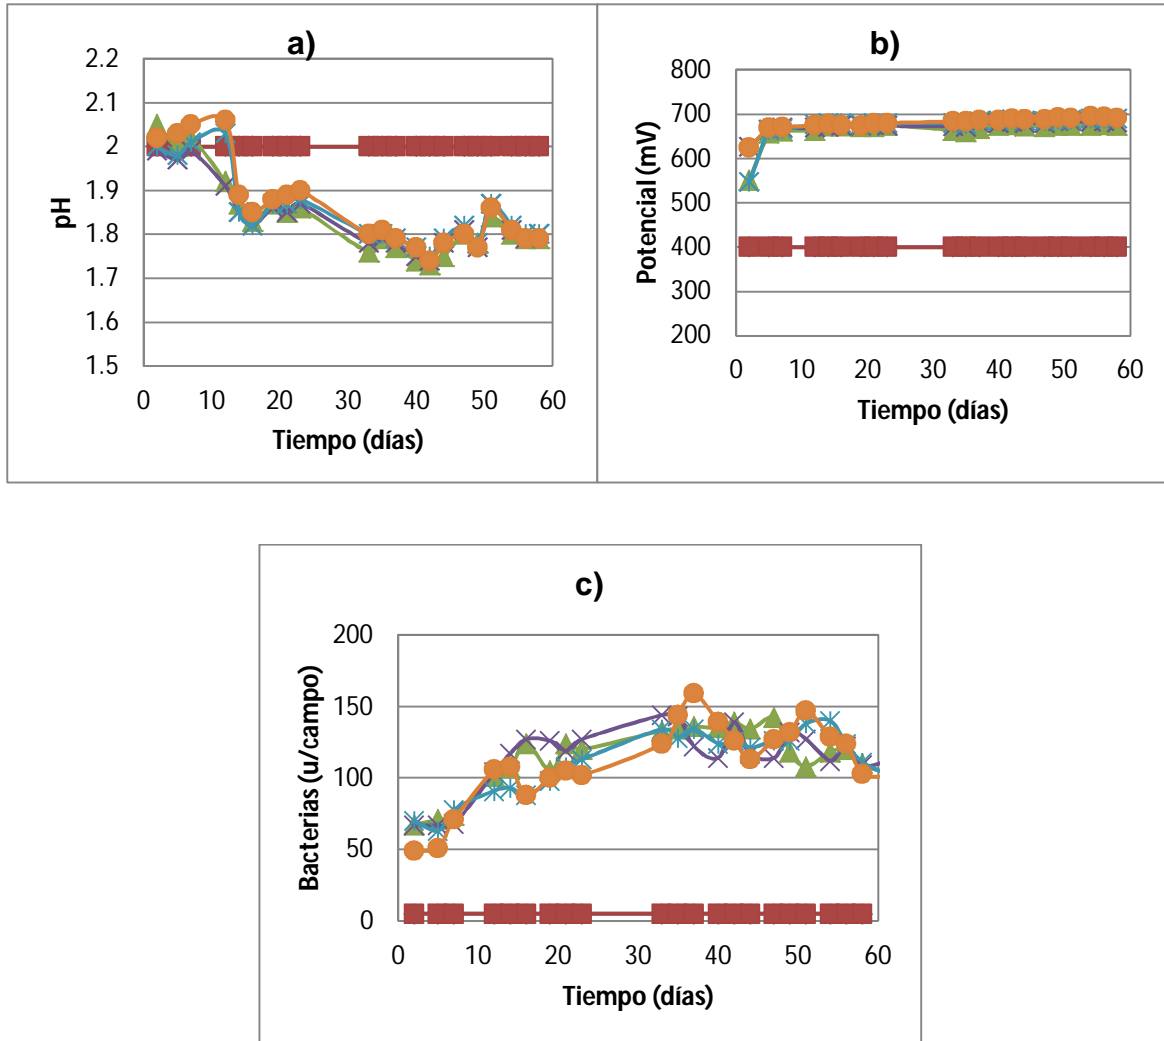 a)
2.2
2.1
2
1.9
1.8
1.7
1.6
1.5
pH
0 10 20 30 40 50 60
Tiempo (días)
b)
800
700
600
500
400
300
200
Potencial (mV)
0 10 20 30 40 50 60
Tiempo (días)
c)
200
150
100
50
0
Bacterias (u/campo)
0 10 20 30 40 50 60
Tiempo (días)